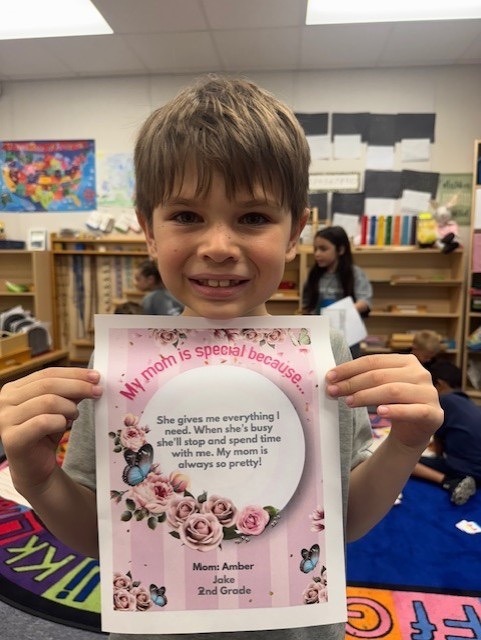 My mom is special because...
She gives me everything I
need. When she's busy
she'll stop and spend time
with me. My mom is
always so pretty!
Mom: Amber
Jake
2nd Grade